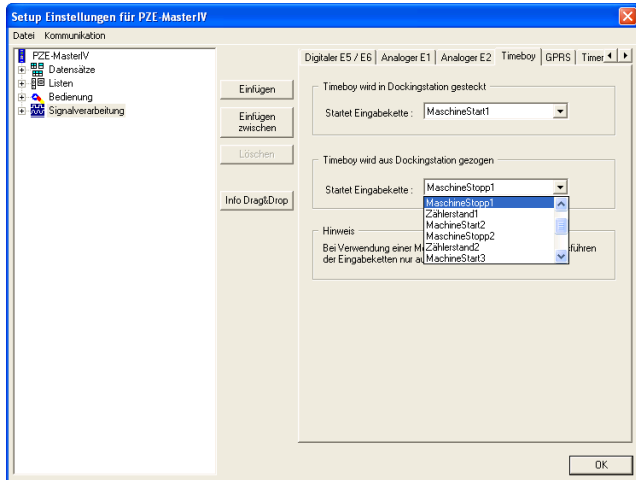 Setup Einstellungen für PZE-MasterIV
Datei Kommunikation
PZE-MasterIV
Datensätze
Listen
Bedienung
Signalverarbeitung
Einfügen
Einfügen
zwischen
Löschen
Info Drag&Drop
Digitaler E5 / E6 Analoger E1 Analoger E2 Timeboy GPRS Timer
Timeboy wird in Dockingstation gesteckt
Startet Eingabekette : MaschineStart1
Timeboy wird aus Dockingstation gezogen
Startet Eingabekette : MaschineStopp1
MaschineStopp1
Zählerstand1
MachineStart2
MaschineStopp2
Zählerstand2
MachineStart3
Hinweis
Bei Verwendung einer
der Eingabeketten nur
OK